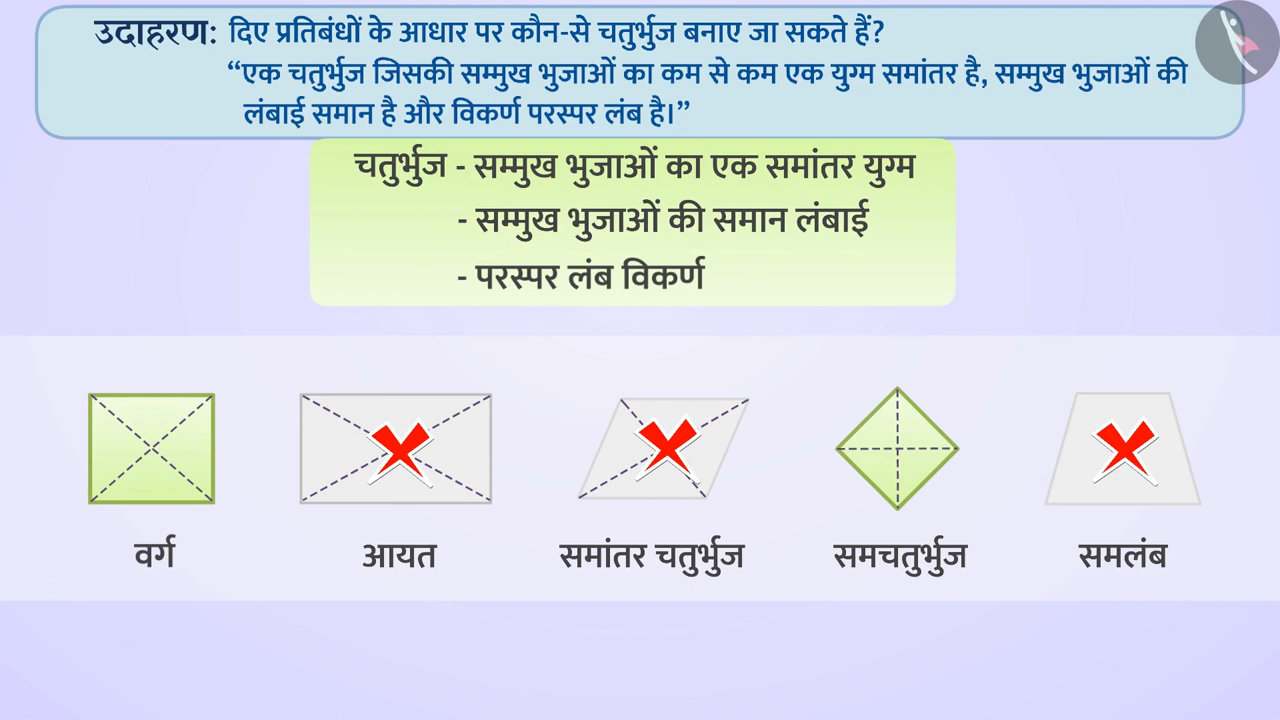 उदाहरण: दिए प्रतिबंधों के आधार पर कौन-से चतुर्भुज बनाए जा सकते हैं?
“एक चतुर्भुज जिसकी सम्मुख भुजाओं का कम से कम एक युग्म समांतर है, सम्मुख भुजाओं की
लंबाई समान है और विकर्ण परस्पर लंब है।”
चतुर्भुज - सम्मुख भुजाओं का एक समांतर युग्म
- सम्मुख भुजाओं की समान लंबाई
- परस्पर लंब विकर्ण
वर्ग
आयत
समांतर चतुर्भुज
समचतुर्भुज
समलंब